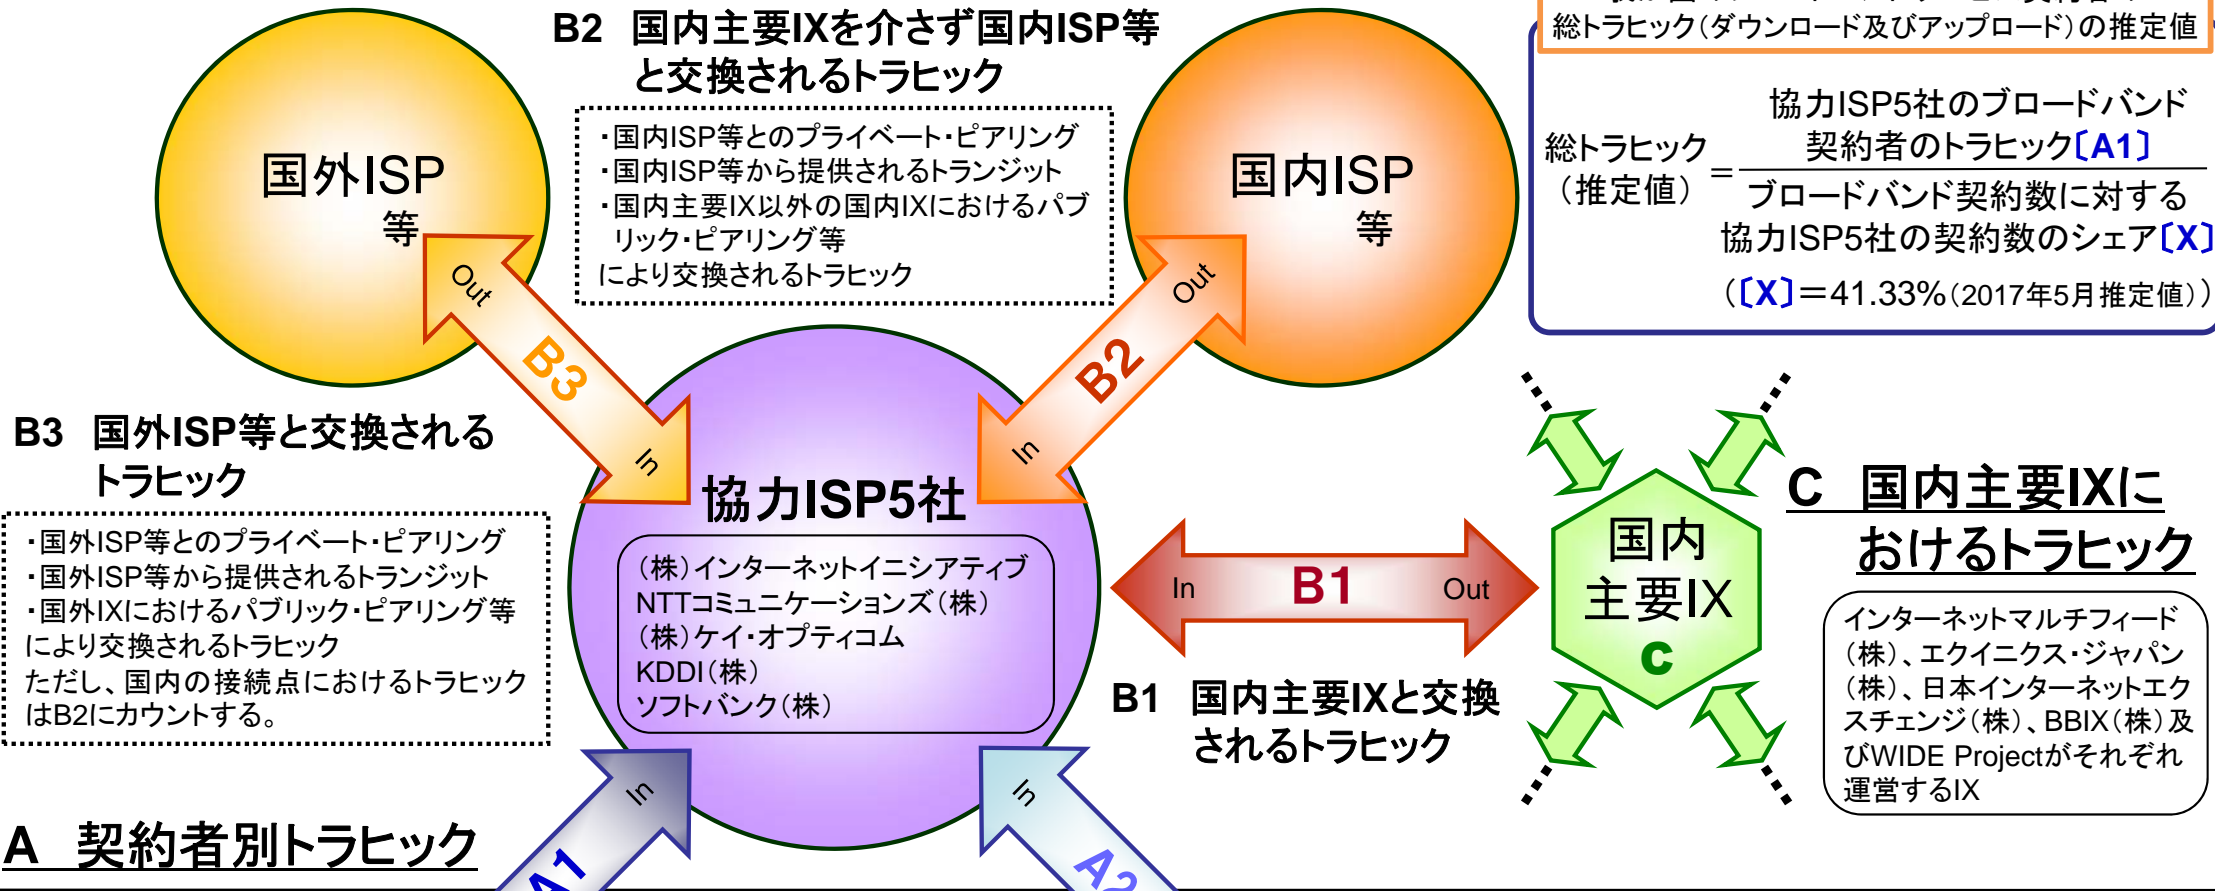 B2 国内主要IXを介さず国内ISP等
と交換されるトラヒック
・国内ISP等とのプライベート・ピアリング
・国内ISP等から提供されるトランジット
・国内主要IX以外の国内IXにおけるパブ
リック・ピアリング等
により交換されるトラヒック
国外ISP
等
国内ISP
等
総トラヒック(ダウンロード及びアップロード)の推定値
総トラヒック
(推定値)
=
協力ISP5社のブロードバンド
契約者のトラヒック[A1]
ブロードバンド契約数に対する
協力ISP5社の契約数のシェア[X]
([X]=41.33%(2017年5月推定値))
Out
B3
In
Out
B2
In
B3 国外ISP等と交換される
トラヒック
・国外ISP等とのプライベート・ピアリング
・国外ISP等から提供されるトランジット
・国外IXにおけるパブリック・ピアリング等
により交換されるトラヒック
ただし、国内の接続点におけるトラヒック
はB2にカウントする。
協力ISP5社
(株)インターネットイニシアティブ
NTTコミュニケーションズ(株)
(株)ケイ・オプティコム
KDDI(株)
ソフトバンク(株)
In B1 Out
B1 国内主要IXと交換
されるトラヒック
国内
主要IX
C
C 国内主要IXに
おけるトラヒック
インターネットマルチフィード
(株)、エクイニクス・ジャパン
(株)、日本インターネットエク
スチェンジ(株)、BBIX(株)及
びWIDE Projectがそれぞれ
運営するIX
In
A1
In
A2
A 契約者別トラヒック